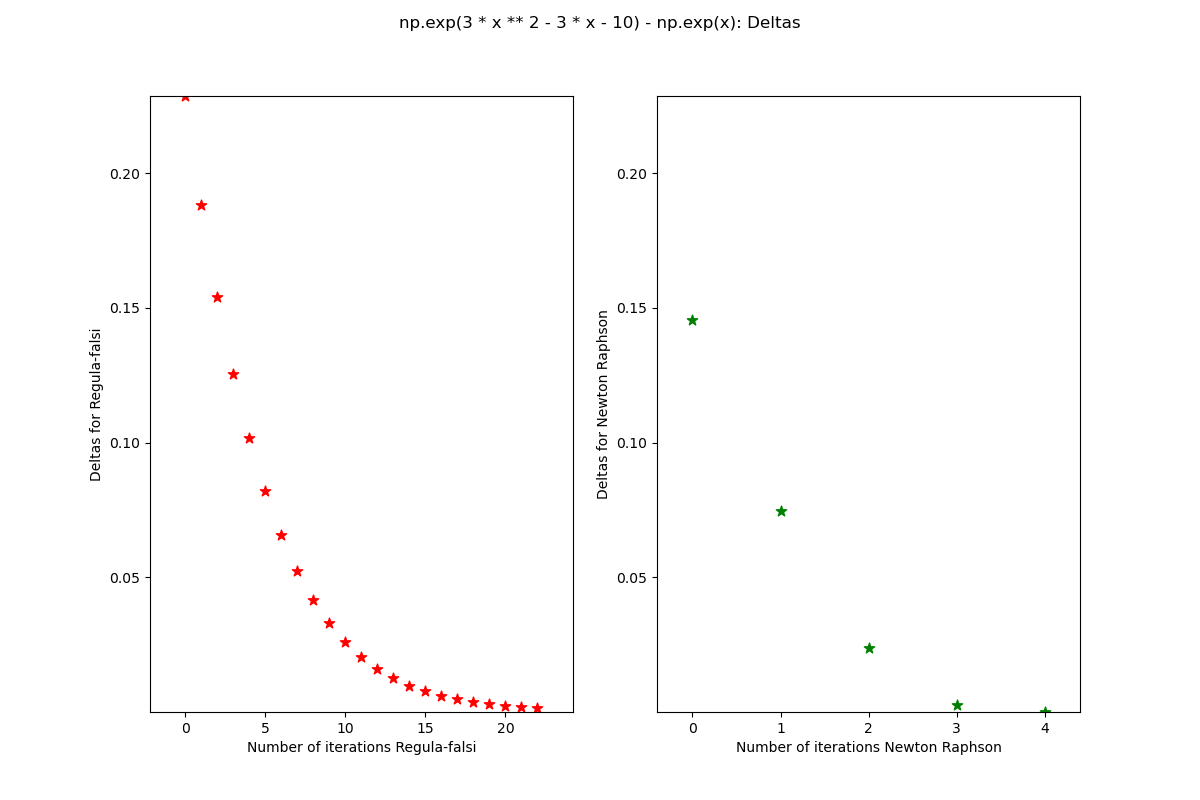 np.exp(3 * x ** 2 - 3 * x - 10) - np.exp(x): Deltas
Deltas for Regula-falsi
0.20
0.15
0.10
0.05
0 5 10 15 20
Number of iterations Regula-falsi
Deltas for Newton Raphson
0.20
0.15
0.10
0.05
0 1 2 3 4
Number of iterations Newton Raphson